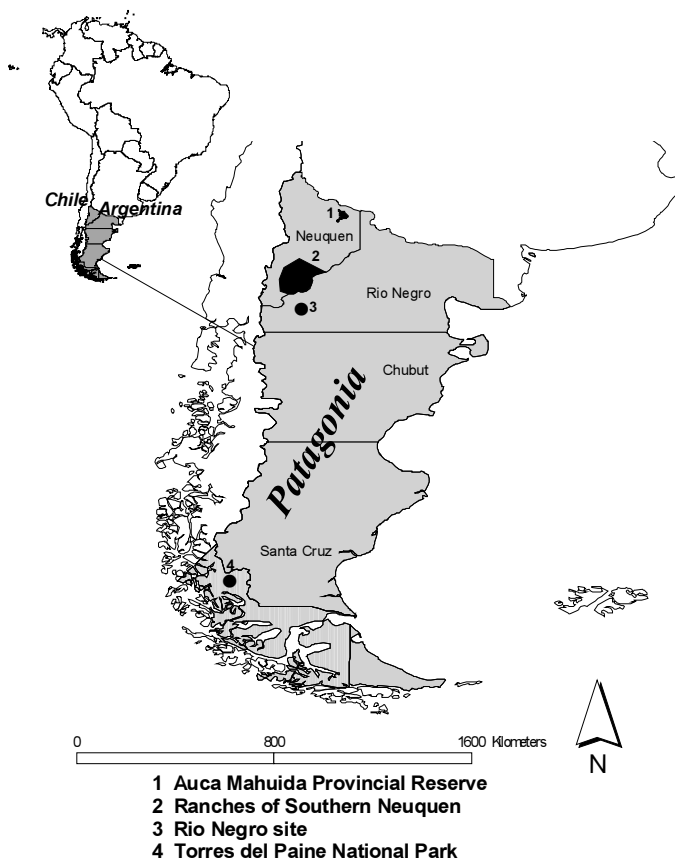 Chile
Argentina
1
Neuquen
2
Rio Negro
3
Chubut
Patagonia
Santa Cruz
4
0 800 1600 Kilometers
N
1 Auca Mahuida Provincial Reserve
2 Ranches of Southern Neuquen
3 Rio Negro site
4 Torres del Paine National Park